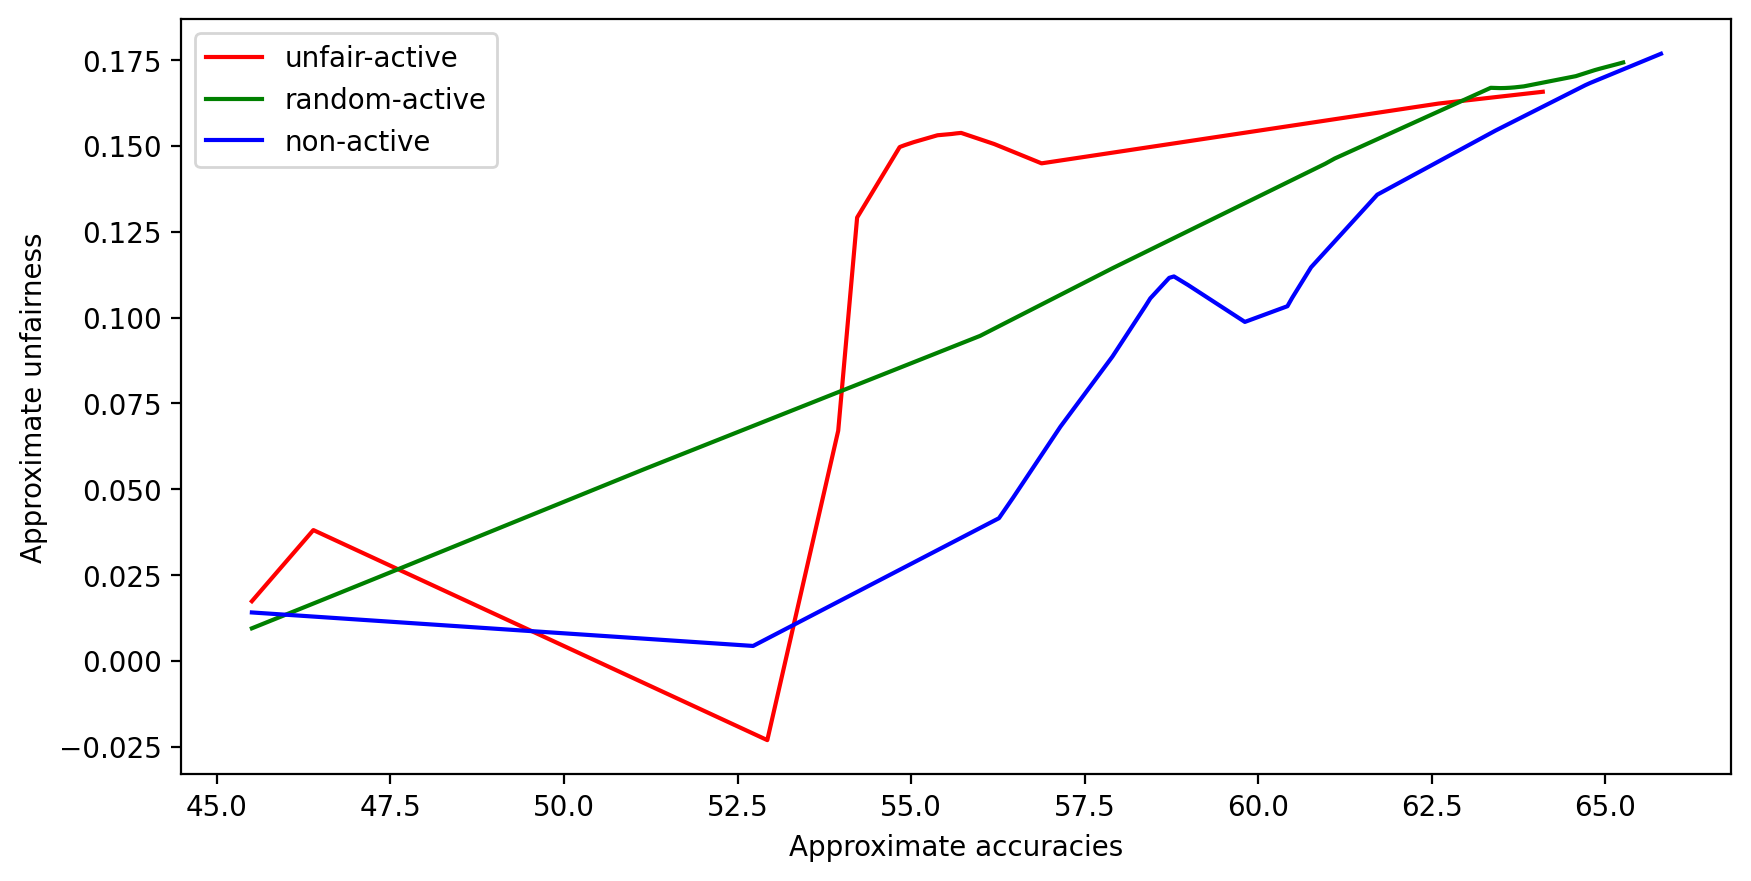 unfair-active
random-active
non-active
0.175
0.150
0.125
0.100
0.075
0.050
0.025
0.000
−0.025
Approximate unfairness
45.0 47.5 50.0 52.5 55.0 57.5 60.0 62.5 65.0
Approximate accuracies